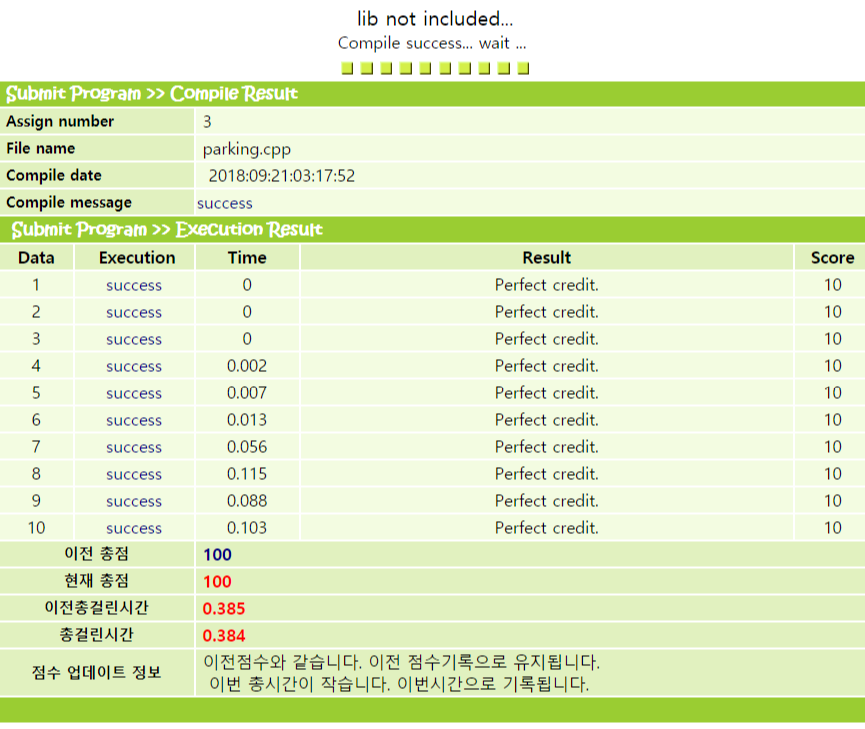 lib not included...
Compile success... wait ...
Submit Program >> Compile Result
Assign number 3
File name parking.cpp
Compile date 2018:09:21:03:17:52
Compile message success
Submit Program >> Execution Result
Data Execution Time Result Score
1 success 0 Perfect credit. 10
2 success 0 Perfect credit. 10
3 success 0 Perfect credit. 10
4 success 0.002 Perfect credit. 10
5 success 0.007 Perfect credit. 10
6 success 0.013 Perfect credit. 10
7 success 0.056 Perfect credit. 10
8 success 0.115 Perfect credit. 10
9 success 0.088 Perfect credit. 10
10 success 0.103 Perfect credit. 10
이전 총점 100
현재 총점 100
이전총걸린시간 0.385
총걸린시간 0.384
점수 업데이트 정보 이전점수와 같습니다. 이전 점수기록으로 유지됩니다.
이번 총시간이 작습니다. 이번시간으로 기록됩니다.